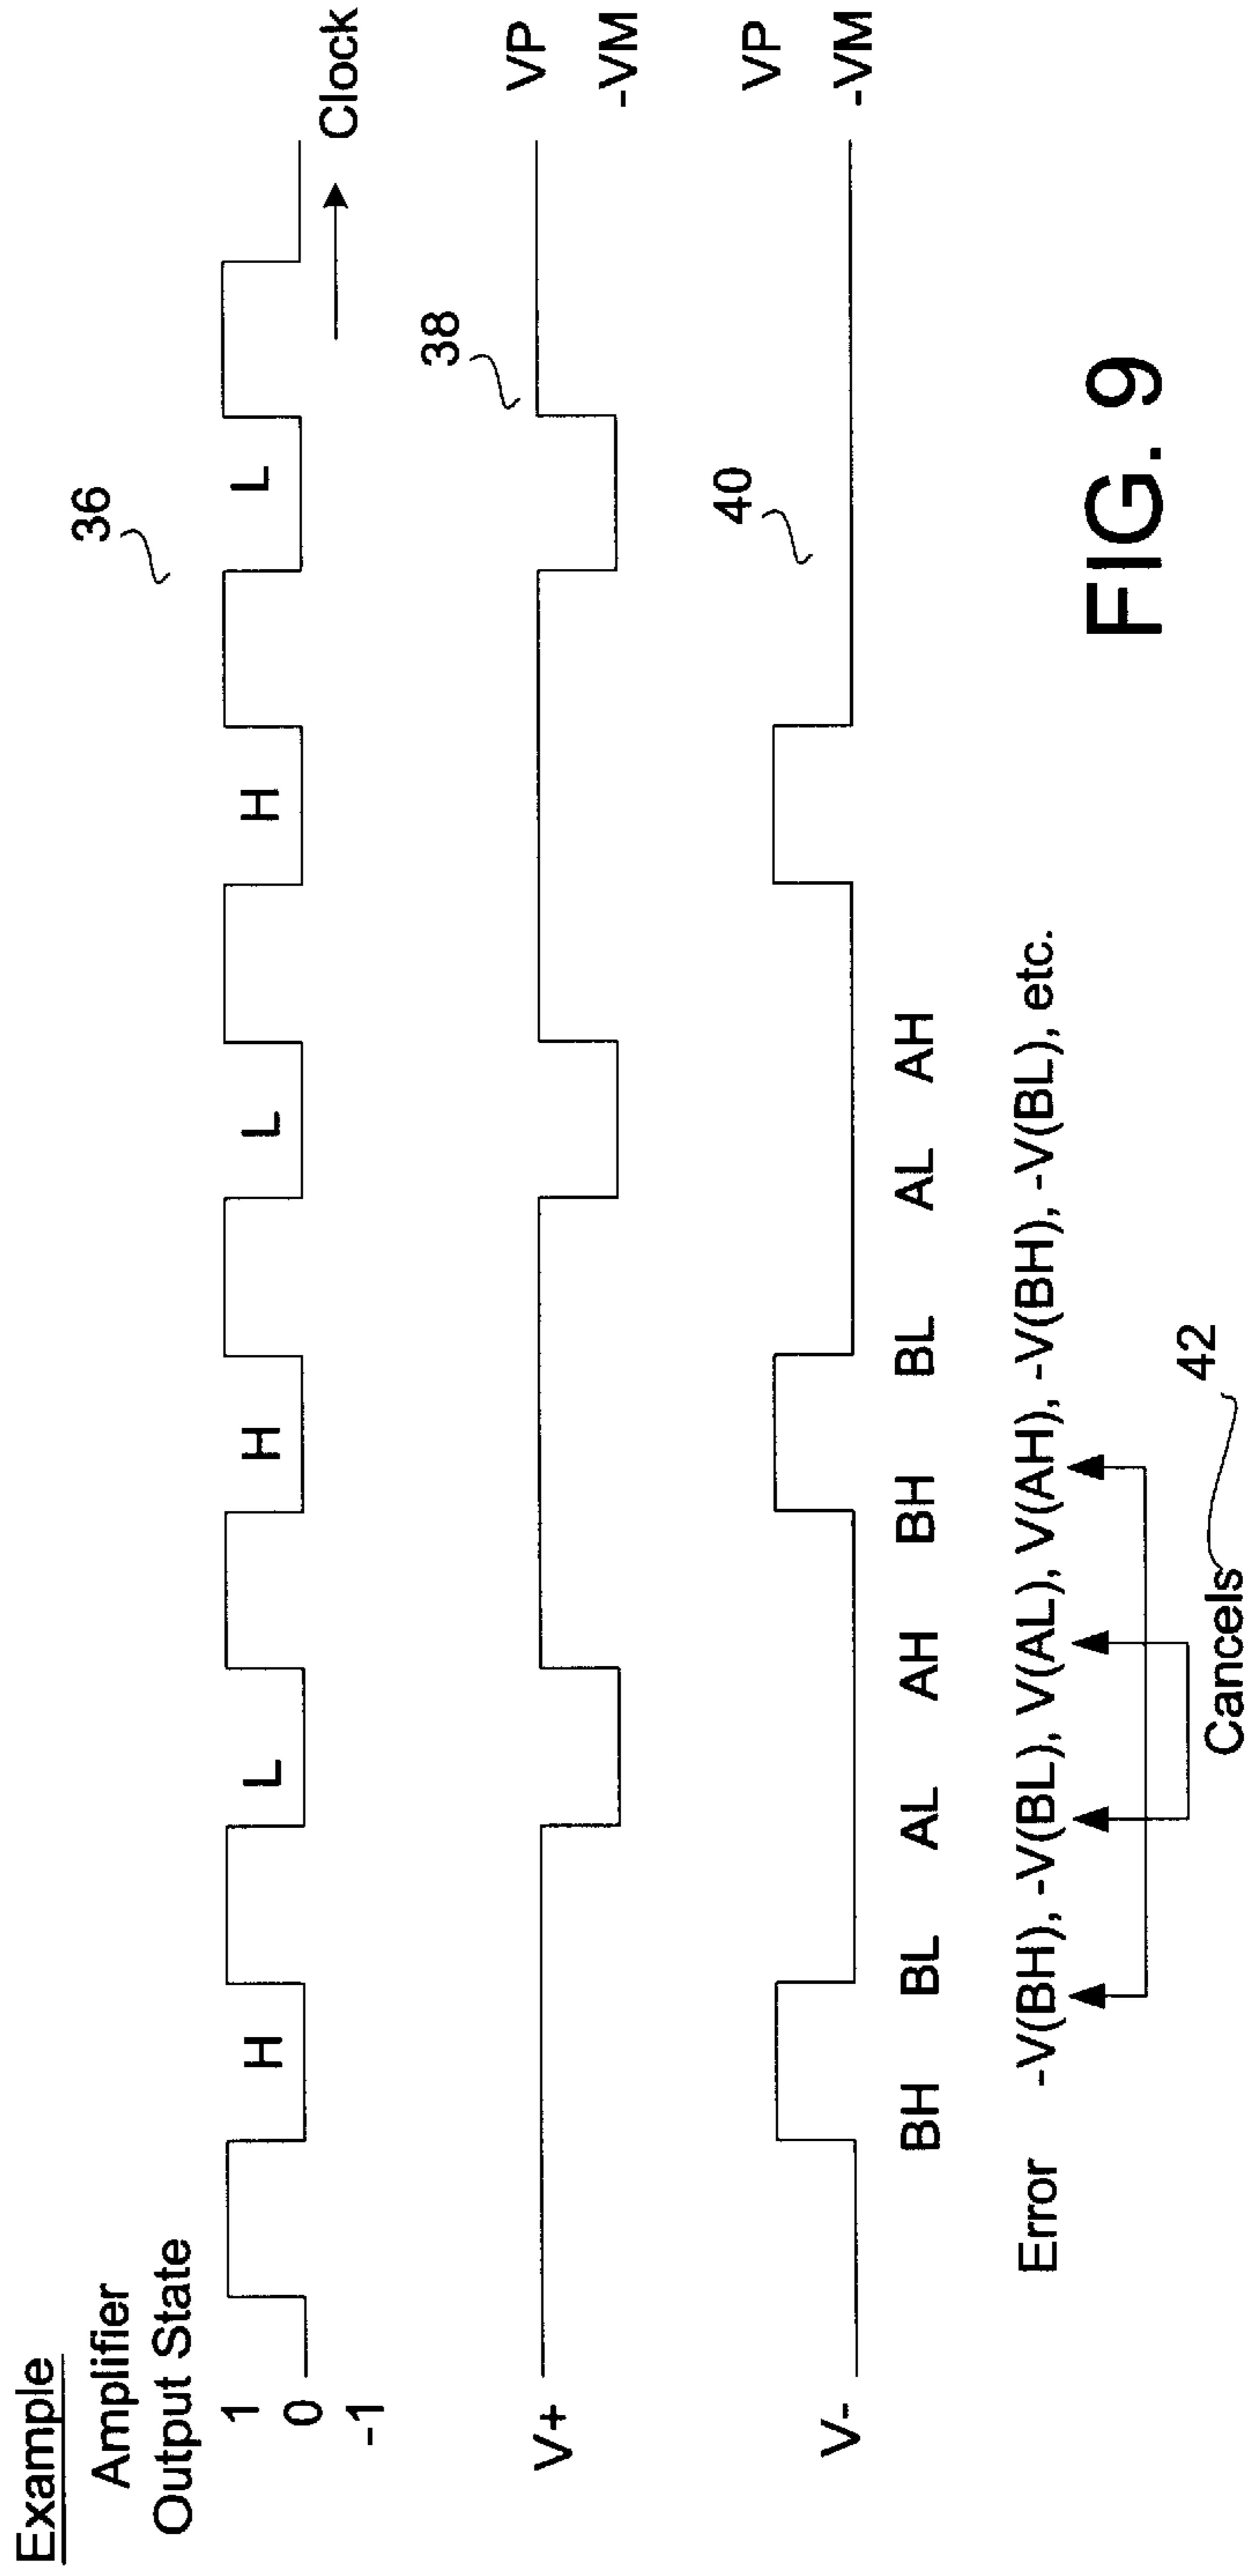 Example
Amplifier
Output State
36
1
0
-1
H L H L H L
Clock
38
V+
VP
-VM
40
V-
VP
-VM
BH BL AL AH BH BL AL AH
Error -V(BH), -V(BL), V(AL), V(AH), -V(BH), -V(BL), etc.
Cancels
42
FIG. 9